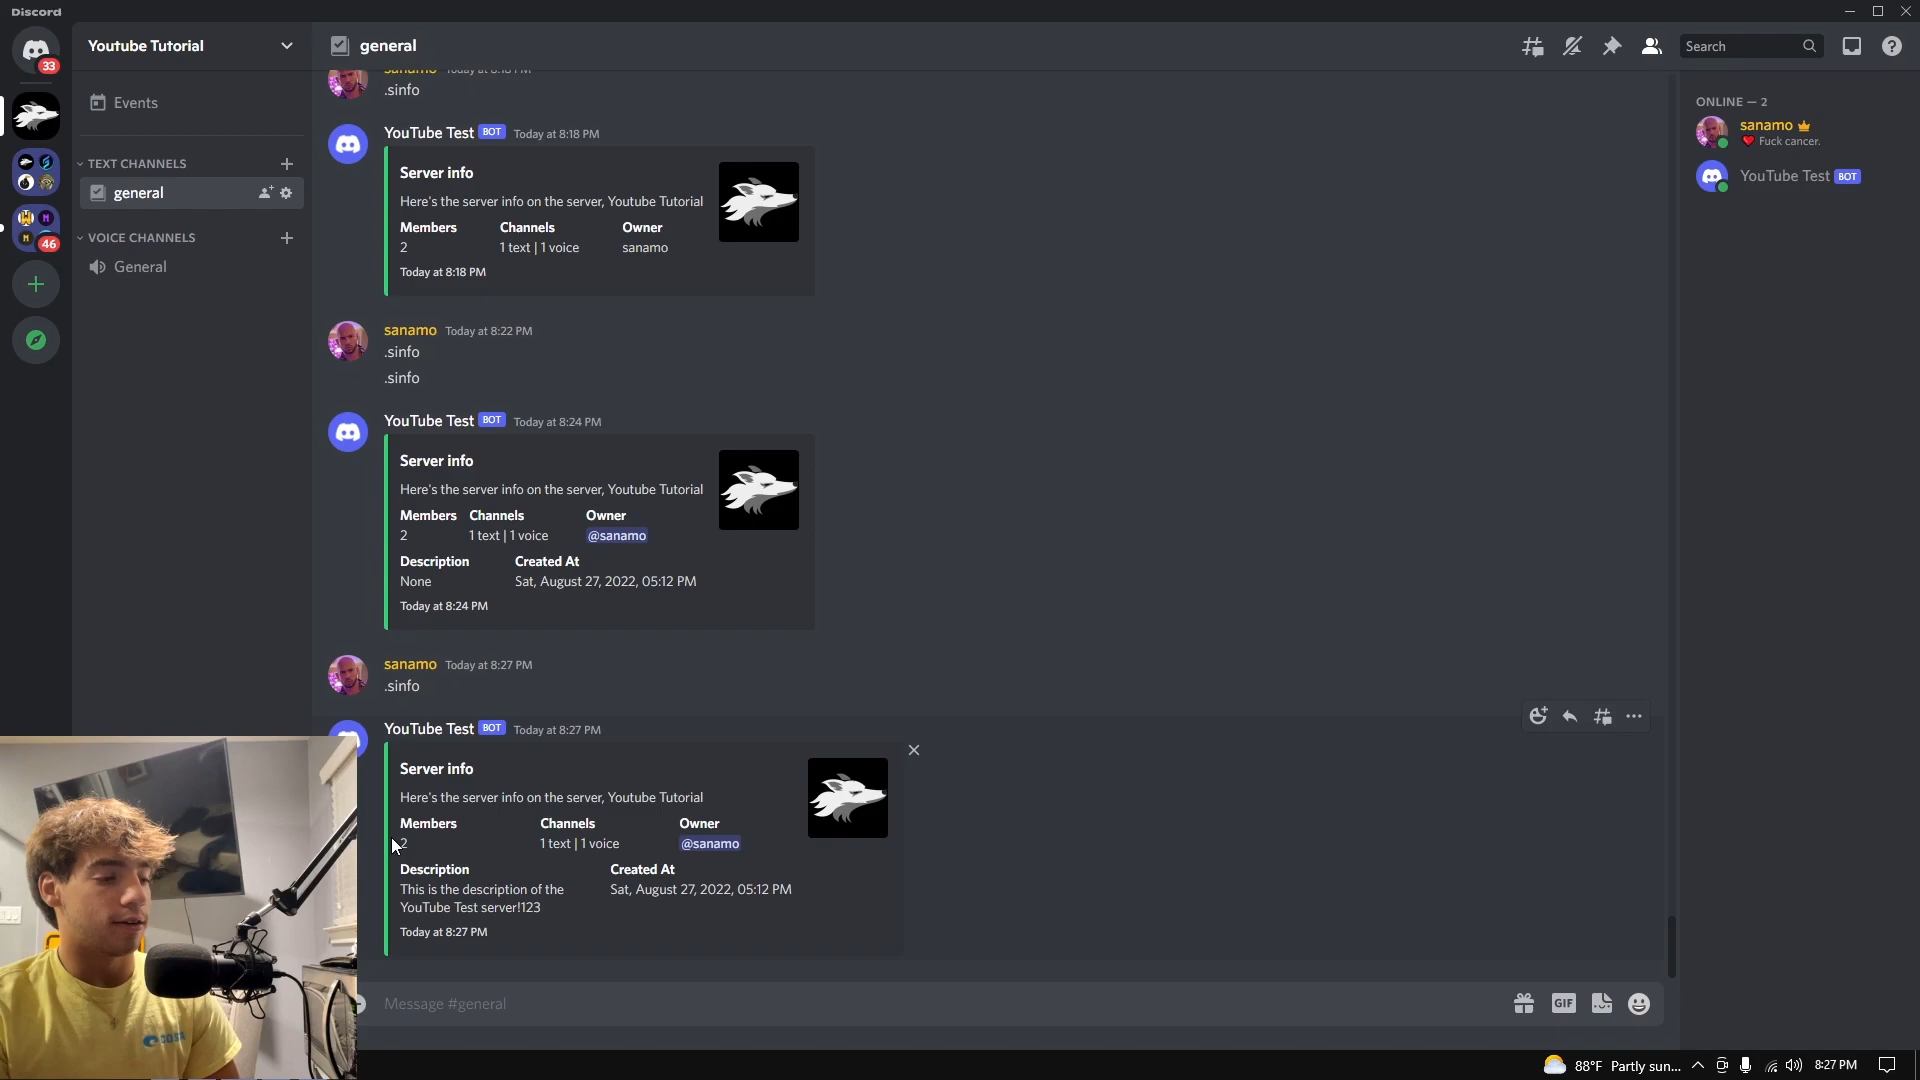 Discord
33
46
Youtube Tutorial
Events
TEXT CHANNELS
general
VOICE CHANNELS
General
general
Search
sanamo Today at 8:18 PM
.sinfo
YouTube Test BOT Today at 8:18 PM
Server info
Here's the server info on the server, Youtube Tutorial
Members Channels Owner
2 1 text | 1 voice sanamo
Today at 8:18 PM
sanamo Today at 8:22 PM
.sinfo
.sinfo
YouTube Test BOT Today at 8:24 PM
Server info
Here's the server info on the server, Youtube Tutorial
Members Channels Owner
2 1 text | 1 voice @sanamo
Description Created At
None Sat, August 27, 2022, 05:12 PM
Today at 8:24 PM
sanamo Today at 8:27 PM
.sinfo
YouTube Test BOT Today at 8:27 PM
Server info
Here's the server info on the server, Youtube Tutorial
Members Channels Owner
2 1 text | 1 voice @sanamo
Description Created At
This is the description of the Sat, August 27, 2022, 05:12 PM
YouTube Test server!123
Today at 8:27 PM
Message #general
GIF
ONLINE — 2
sanamo
Fuck cancer.
YouTube Test BOT
88°F Partly sun... 8:27 PM